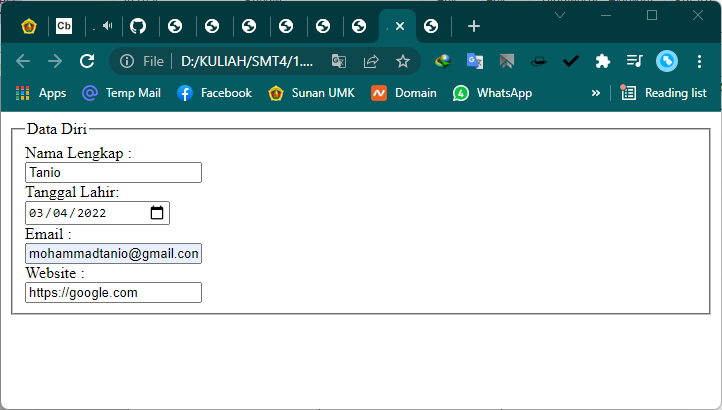 Cb
File D:/KULIAH/SMT4/1....
Apps Temp Mail Facebook Sunan UMK Domain WhatsApp » Reading list
Data Diri
Nama Lengkap :
Tanio
Tanggal Lahir:
03/04/2022
Email :
mohammadtanio@gmail.com
Website :
https://google.com